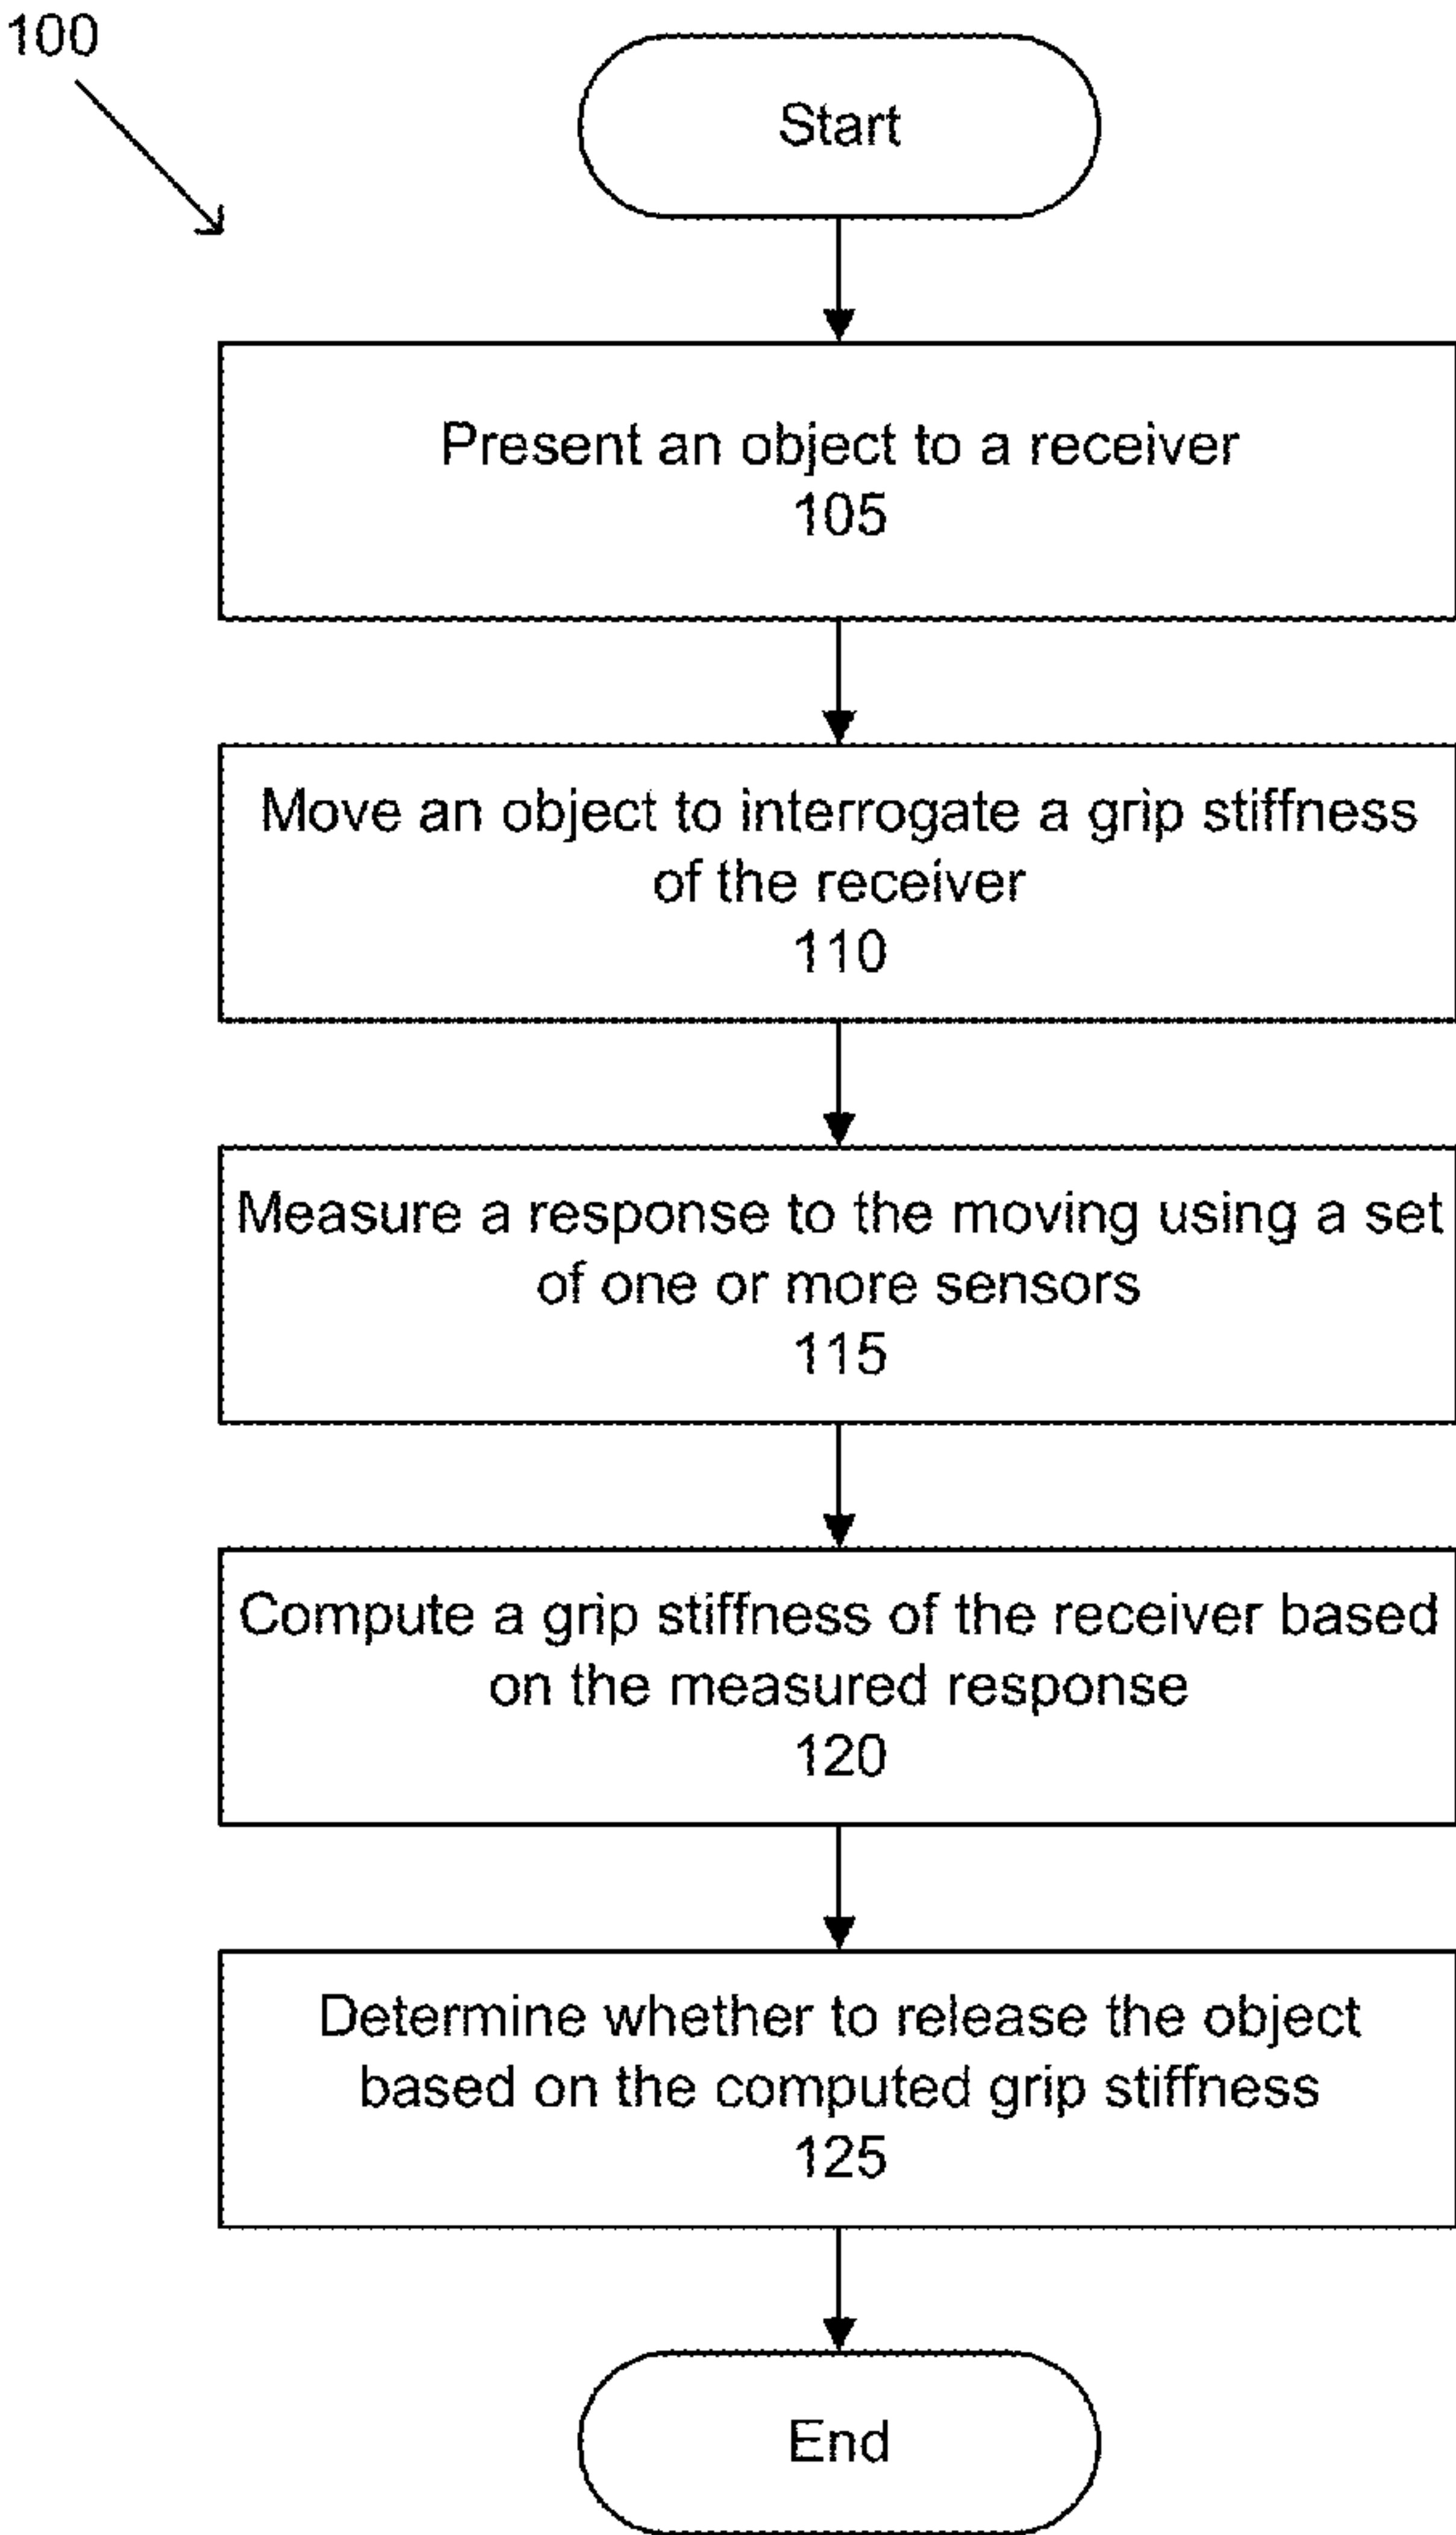 100
Start
Present an object to a receiver
105
Move an object to interrogate a grip stiffness
of the receiver
110
Measure a response to the moving using a set
of one or more sensors
115
Compute a grip stiffness of the receiver based
on the measured response
120
Determine whether to release the object
based on the computed grip stiffness
125
End